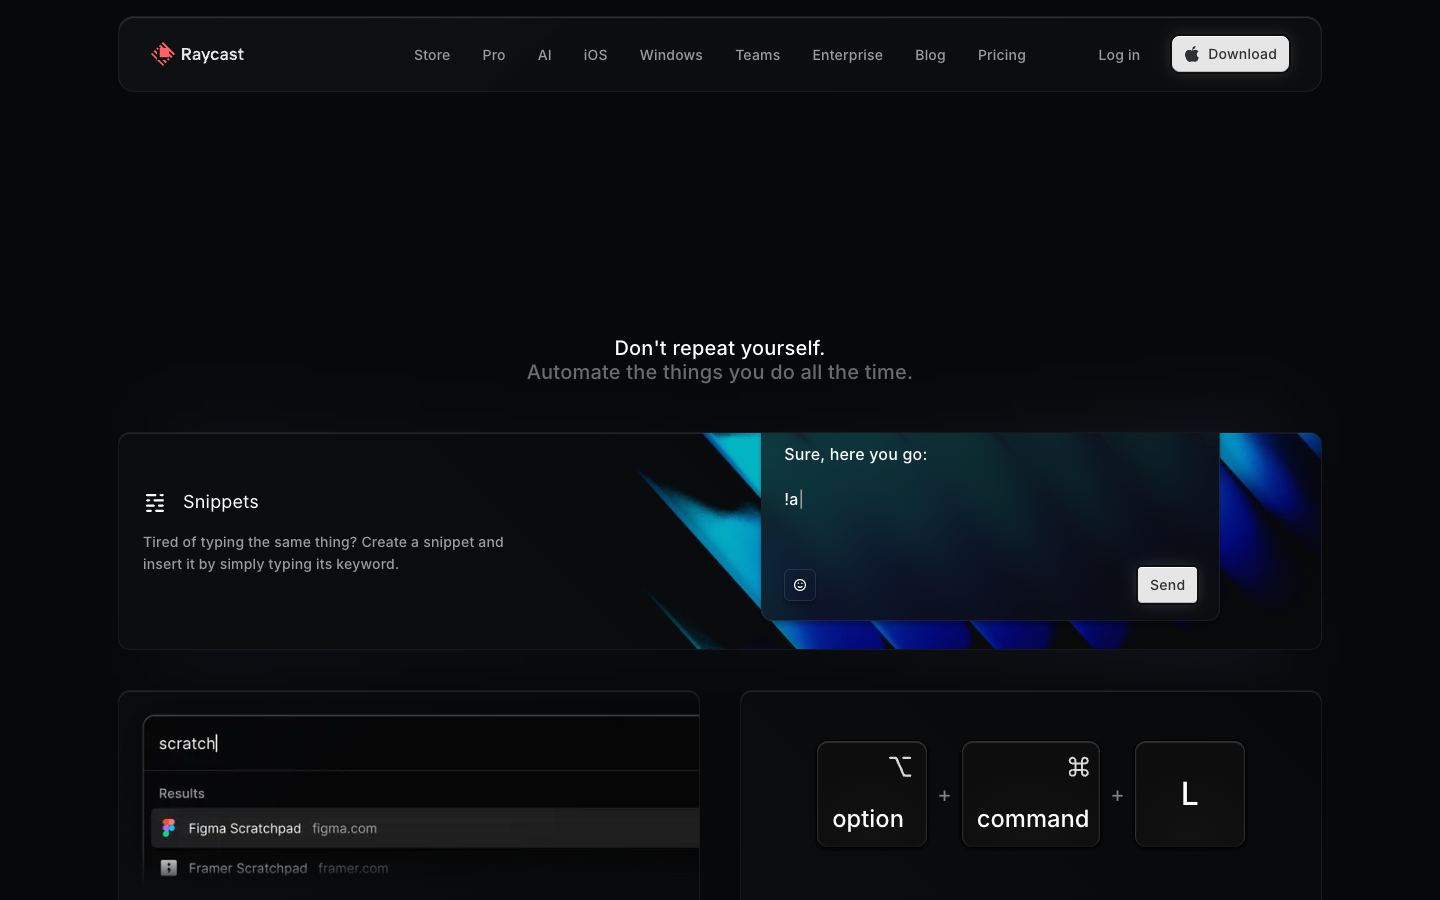 Raycast
Store
Pro
AI
iOS
Windows
Teams
Enterprise
Blog
Pricing
Log in
Download
Don't repeat yourself.
Automate the things you do all the time.
Snippets
Tired of typing the same thing? Create a snippet and
insert it by simply typing its keyword.
Sure, here you go:
!a
Send
scratch
Results
Figma Scratchpad figma.com
Framer Scratchpad framer.com
⌥
option
+
⌘
command
+
L